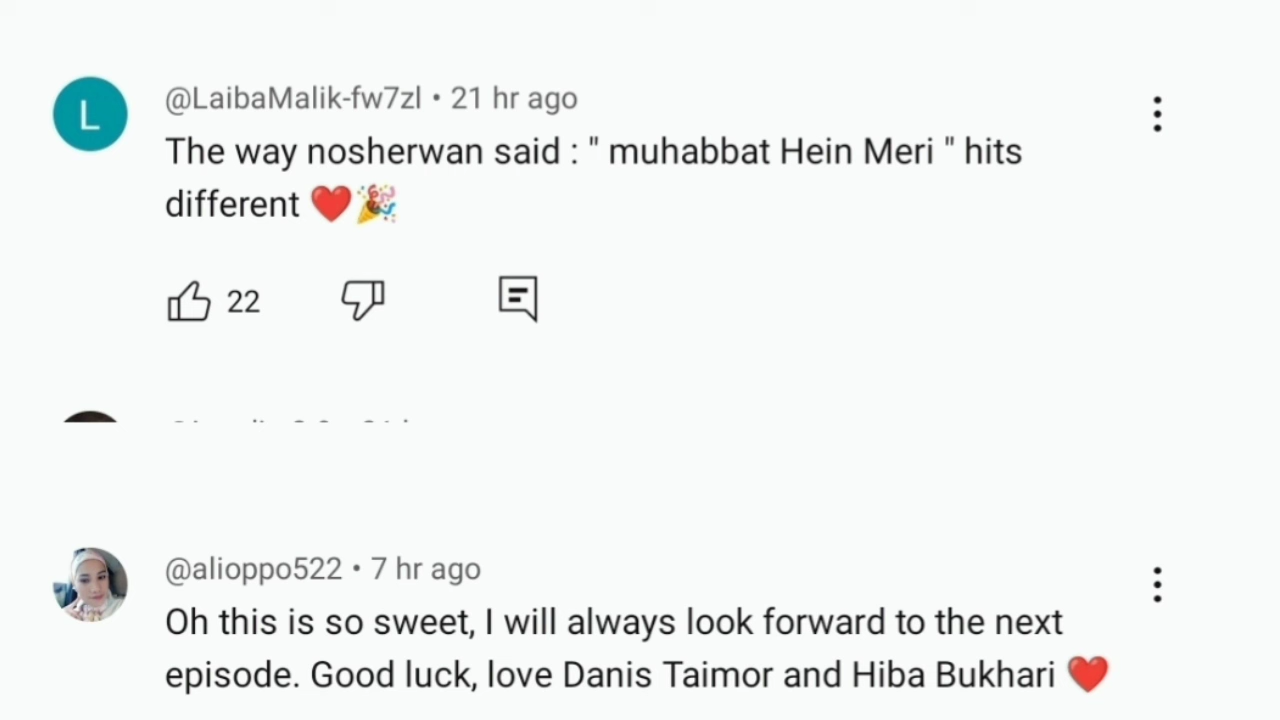 L
@LaibaMalik-fw7zl • 21 hr ago
The way nosherwan said : " muhabbat Hein Meri " hits
different ❤️🎉
22
@alioppo522 • 7 hr ago
Oh this is so sweet, I will always look forward to the next
episode. Good luck, love Danis Taimor and Hiba Bukhari ❤️